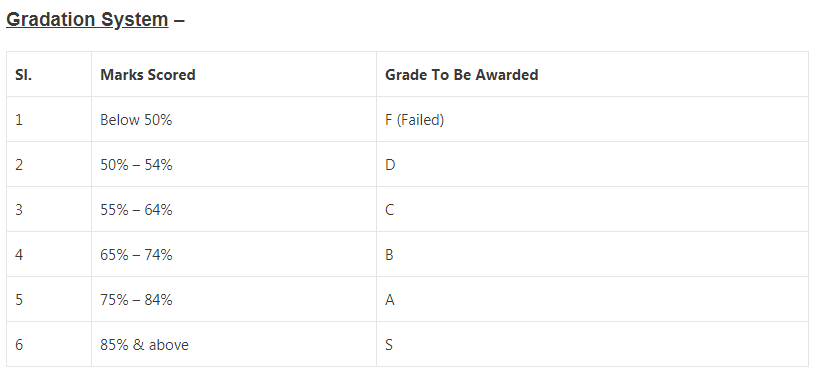 Gradation System –
Sl. Marks Scored Grade To Be Awarded
1 Below 50% F (Failed)
2 50% – 54% D
3 55% – 64% C
4 65% – 74% B
5 75% – 84% A
6 85% & above S